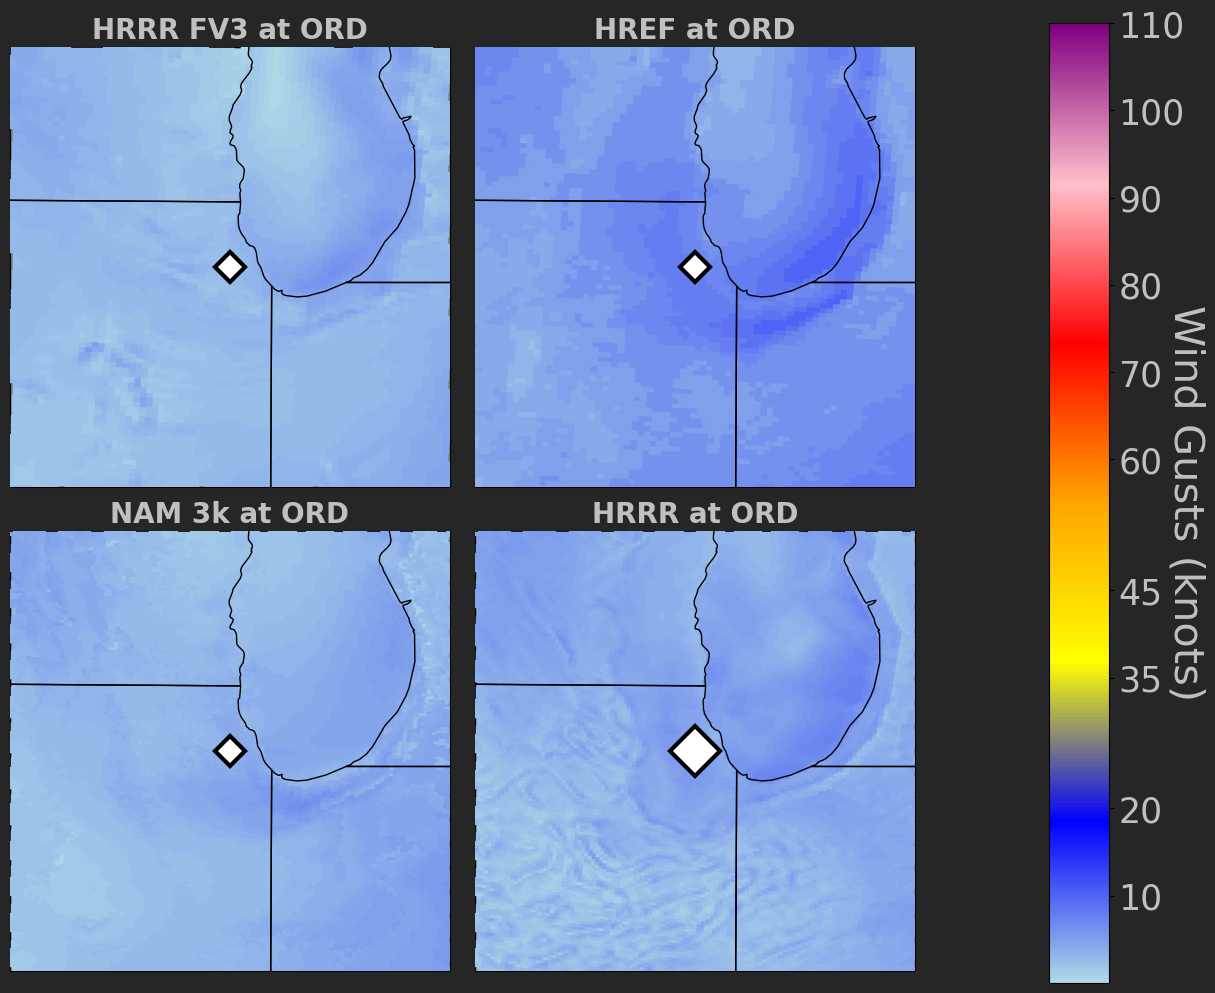 HRRR FV3 at ORD
HREF at ORD
NAM 3k at ORD
HRRR at ORD
110
100
90
80
70
60
45
35
20
10
Wind Gusts (knots)